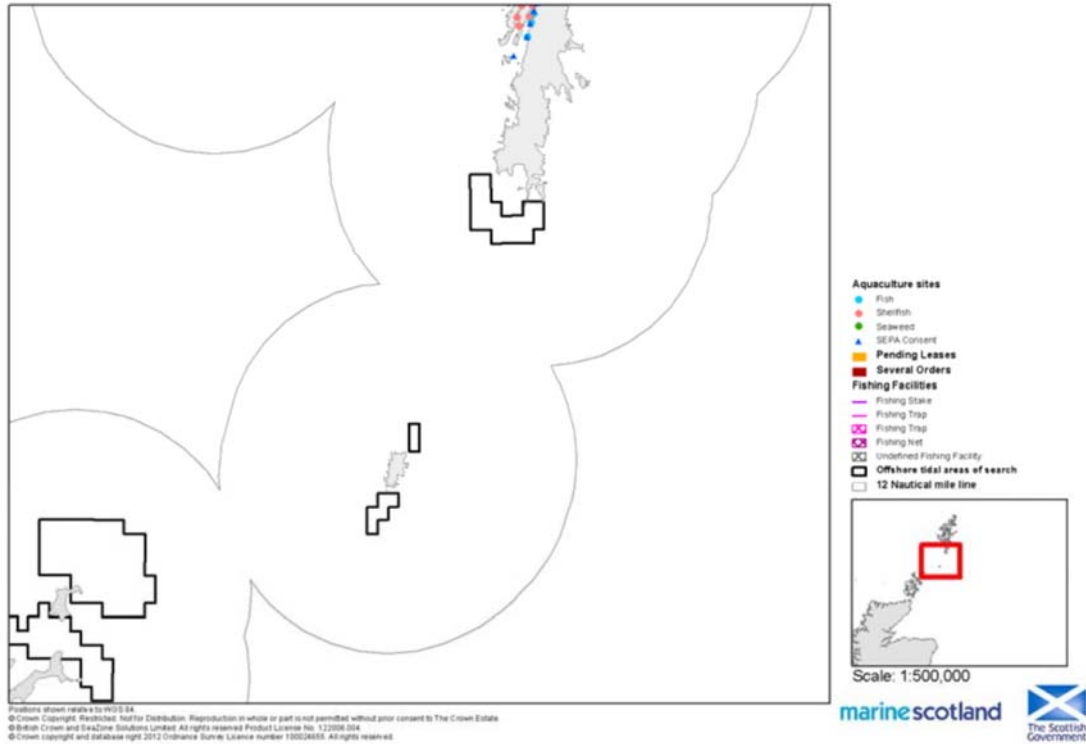 Aquaculture sites
Fish
Shellfish
Seaweed
SEPA Consent
Pending Leases
Several Orders
Fishing Facilities
Fishing Stake
Fishing Trap
Fishing Trap
Fishing Net
Undefined Fishing Facility
Offshore tidal areas of search
12 Nautical mile line
Scale: 1:500,000
marinescotland
The Scottish
Government
Positions shown relative to WGS 84.
© Crown Copyright. Restricted. Not for Distribution. Reproduction in whole or part is not permitted without prior consent to The Crown Estate.
© British Crown and SeaZone Solutions Limited. All rights reserved. Product License No. 122006.004.
© Crown copyright and database right 2012 Ordnance Survey Licence number 100024655. All rights reserved.